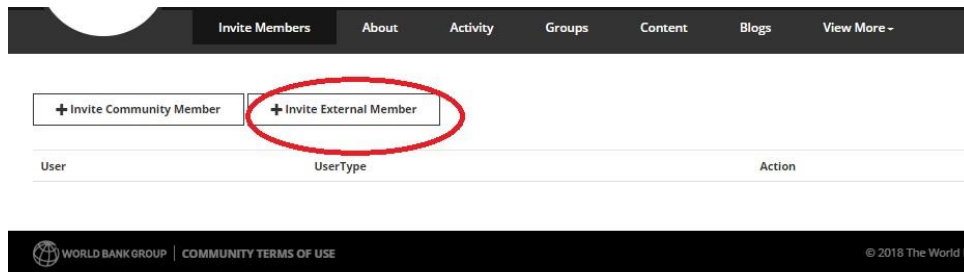 Invite Members About Activity Groups Content Blogs View More
+ Invite Community Member + Invite External Member
User UserType Action
WORLD BANK GROUP | COMMUNITY TERMS OF USE © 2018 The World